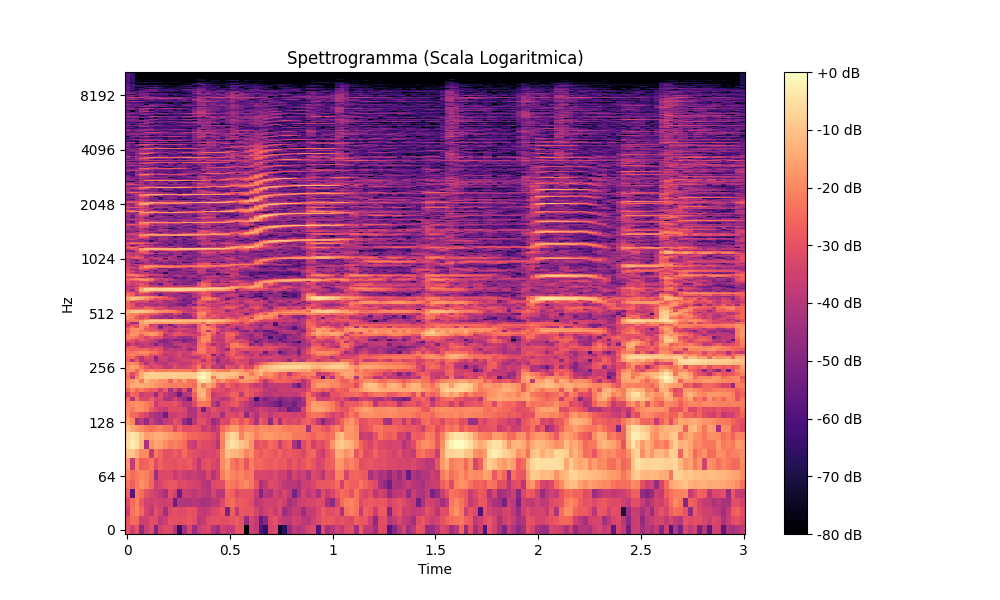 Spettrogramma (Scala Logaritmica)
Hz
8192
4096
2048
1024
512
256
128
64
0
0
0.5
1
1.5
2
2.5
3
Time
+0 dB
-10 dB
-20 dB
-30 dB
-40 dB
-50 dB
-60 dB
-70 dB
-80 dB